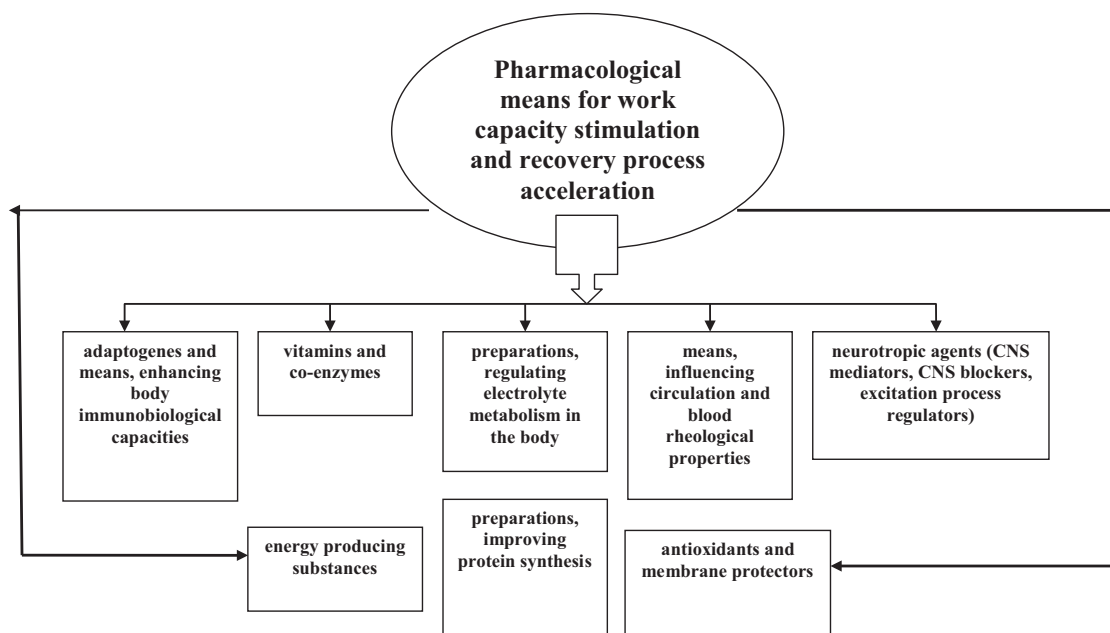 Pharmacological
means for work
capacity stimulation
and recovery process
acceleration
adaptogenes and
means, enhancing
body
immunobiological
capacities
vitamins and
co-enzymes
preparations,
regulating
electrolyte
metabolism in
the body
means,
influencing
circulation and
blood
rheological
properties
neurotropic agents (CNS
mediators, CNS blockers,
excitation process
regulators)
energy producing
substances
preparations,
improving
protein synthesis
antioxidants and
membrane protectors